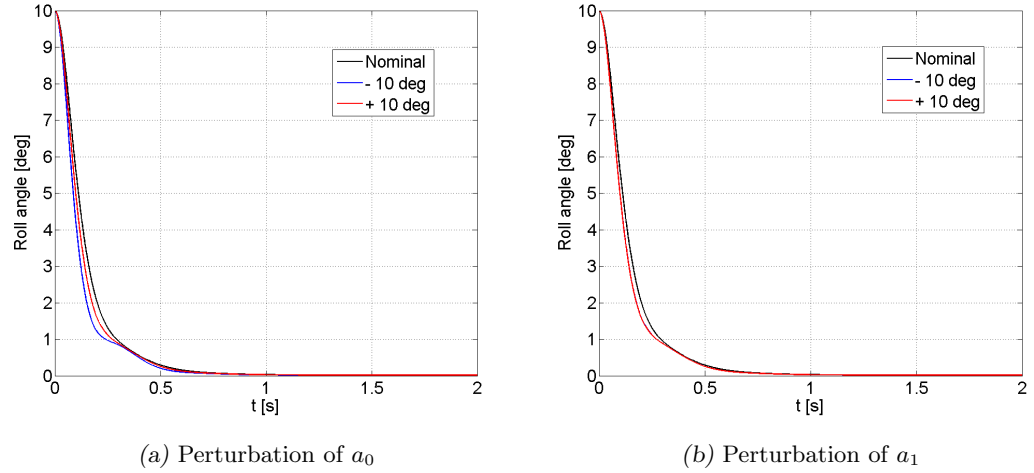 10
9
8
7
6
5
4
3
2
1
0
Roll angle [deg]
0 0.5 1 1.5 2
t [s]
Nominal
- 10 deg
+ 10 deg
(a) Perturbation of a0
10
9
8
7
6
5
4
3
2
1
0
Roll angle [deg]
0 0.5 1 1.5 2
t [s]
Nominal
- 10 deg
+ 10 deg
(b) Perturbation of a1